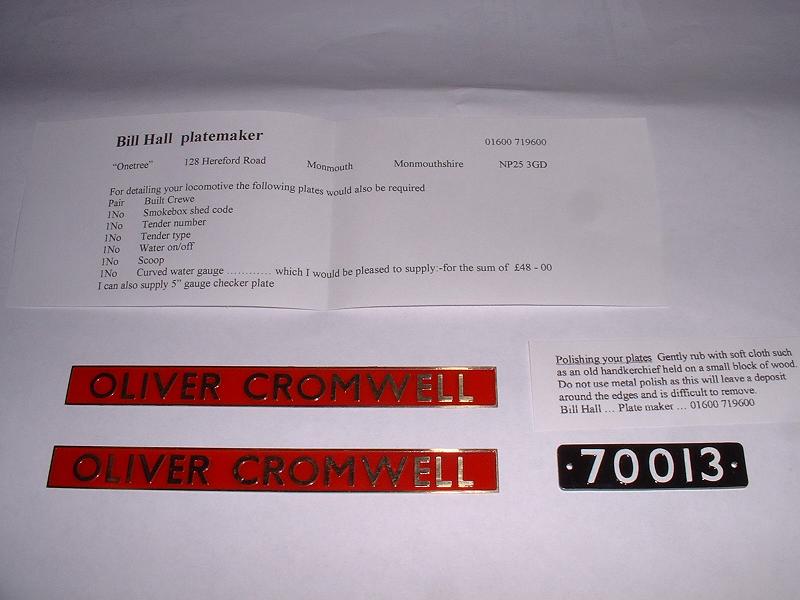 Bill Hall platemaker
01600 719600
"Onetree" 128 Hereford Road Monmouth Monmouthshire NP25 3GD
For detailing your locomotive the following plates would also be required
Pair Built Crewe
1No Smokebox shed code
1No Tender number
1No Tender type
1No Water on/off
1No Scoop
1No Curved water gauge ............ which I would be pleased to supply:-for the sum of £48 - 00
I can also supply 5" gauge checker plate
OLIVER CROMWELL
OLIVER CROMWELL
Polishing your plates Gently rub with soft cloth such
as an old handkerchief held on a small block of wood.
Do not use metal polish as this will leave a deposit
around the edges and is difficult to remove.
Bill Hall ... Plate maker ... 01600 719600
70013